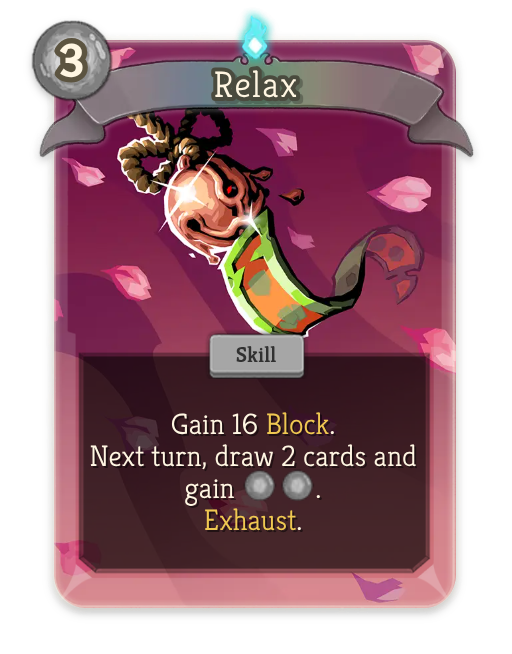 3
Relax
Skill
Gain 16 Block.
Next turn, draw 2 cards and
gain .
Exhaust.